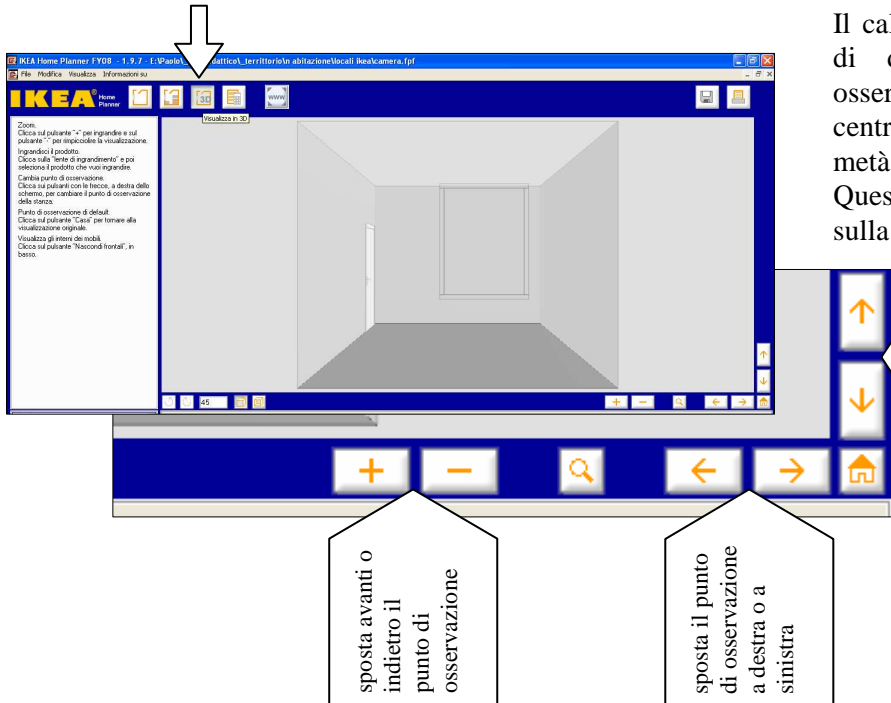 Il cal
di
osser
centr
metà
Ques
sulla
IKEA Home Planner FY08 - 1.9.7 - E:\Paolo\_ dattico\_territorio\n abitazione\locali ikea\camera.fpf
File Modifica Visualizza Informazioni su
IKEA Home
Planner
www
Visualizza in 3D
Zoom.
Clicca sul pulsante "+" per ingrandire e sul
pulsante "-" per rimpicciolire la visualizzazione.
Ingrandisci il prodotto.
Clicca sulla "lente di ingrandimento" e poi
seleziona il prodotto che vuoi ingrandire.
Cambia punto di osservazione.
Clicca sui pulsanti con le frecce, a destra dello
schermo, per cambiare il punto di osservazione
della stanza.
Punto di osservazione di default.
Clicca sul pulsante "Casa" per tornare alla
visualizzazione originale.
Visualizza gli interni dei mobili.
Clicca sul pulsante "Nascondi frontali", in
basso.
45
sposta avanti o
indietro il
punto di
osservazione
sposta il punto
di osservazione
a destra o a
sinistra